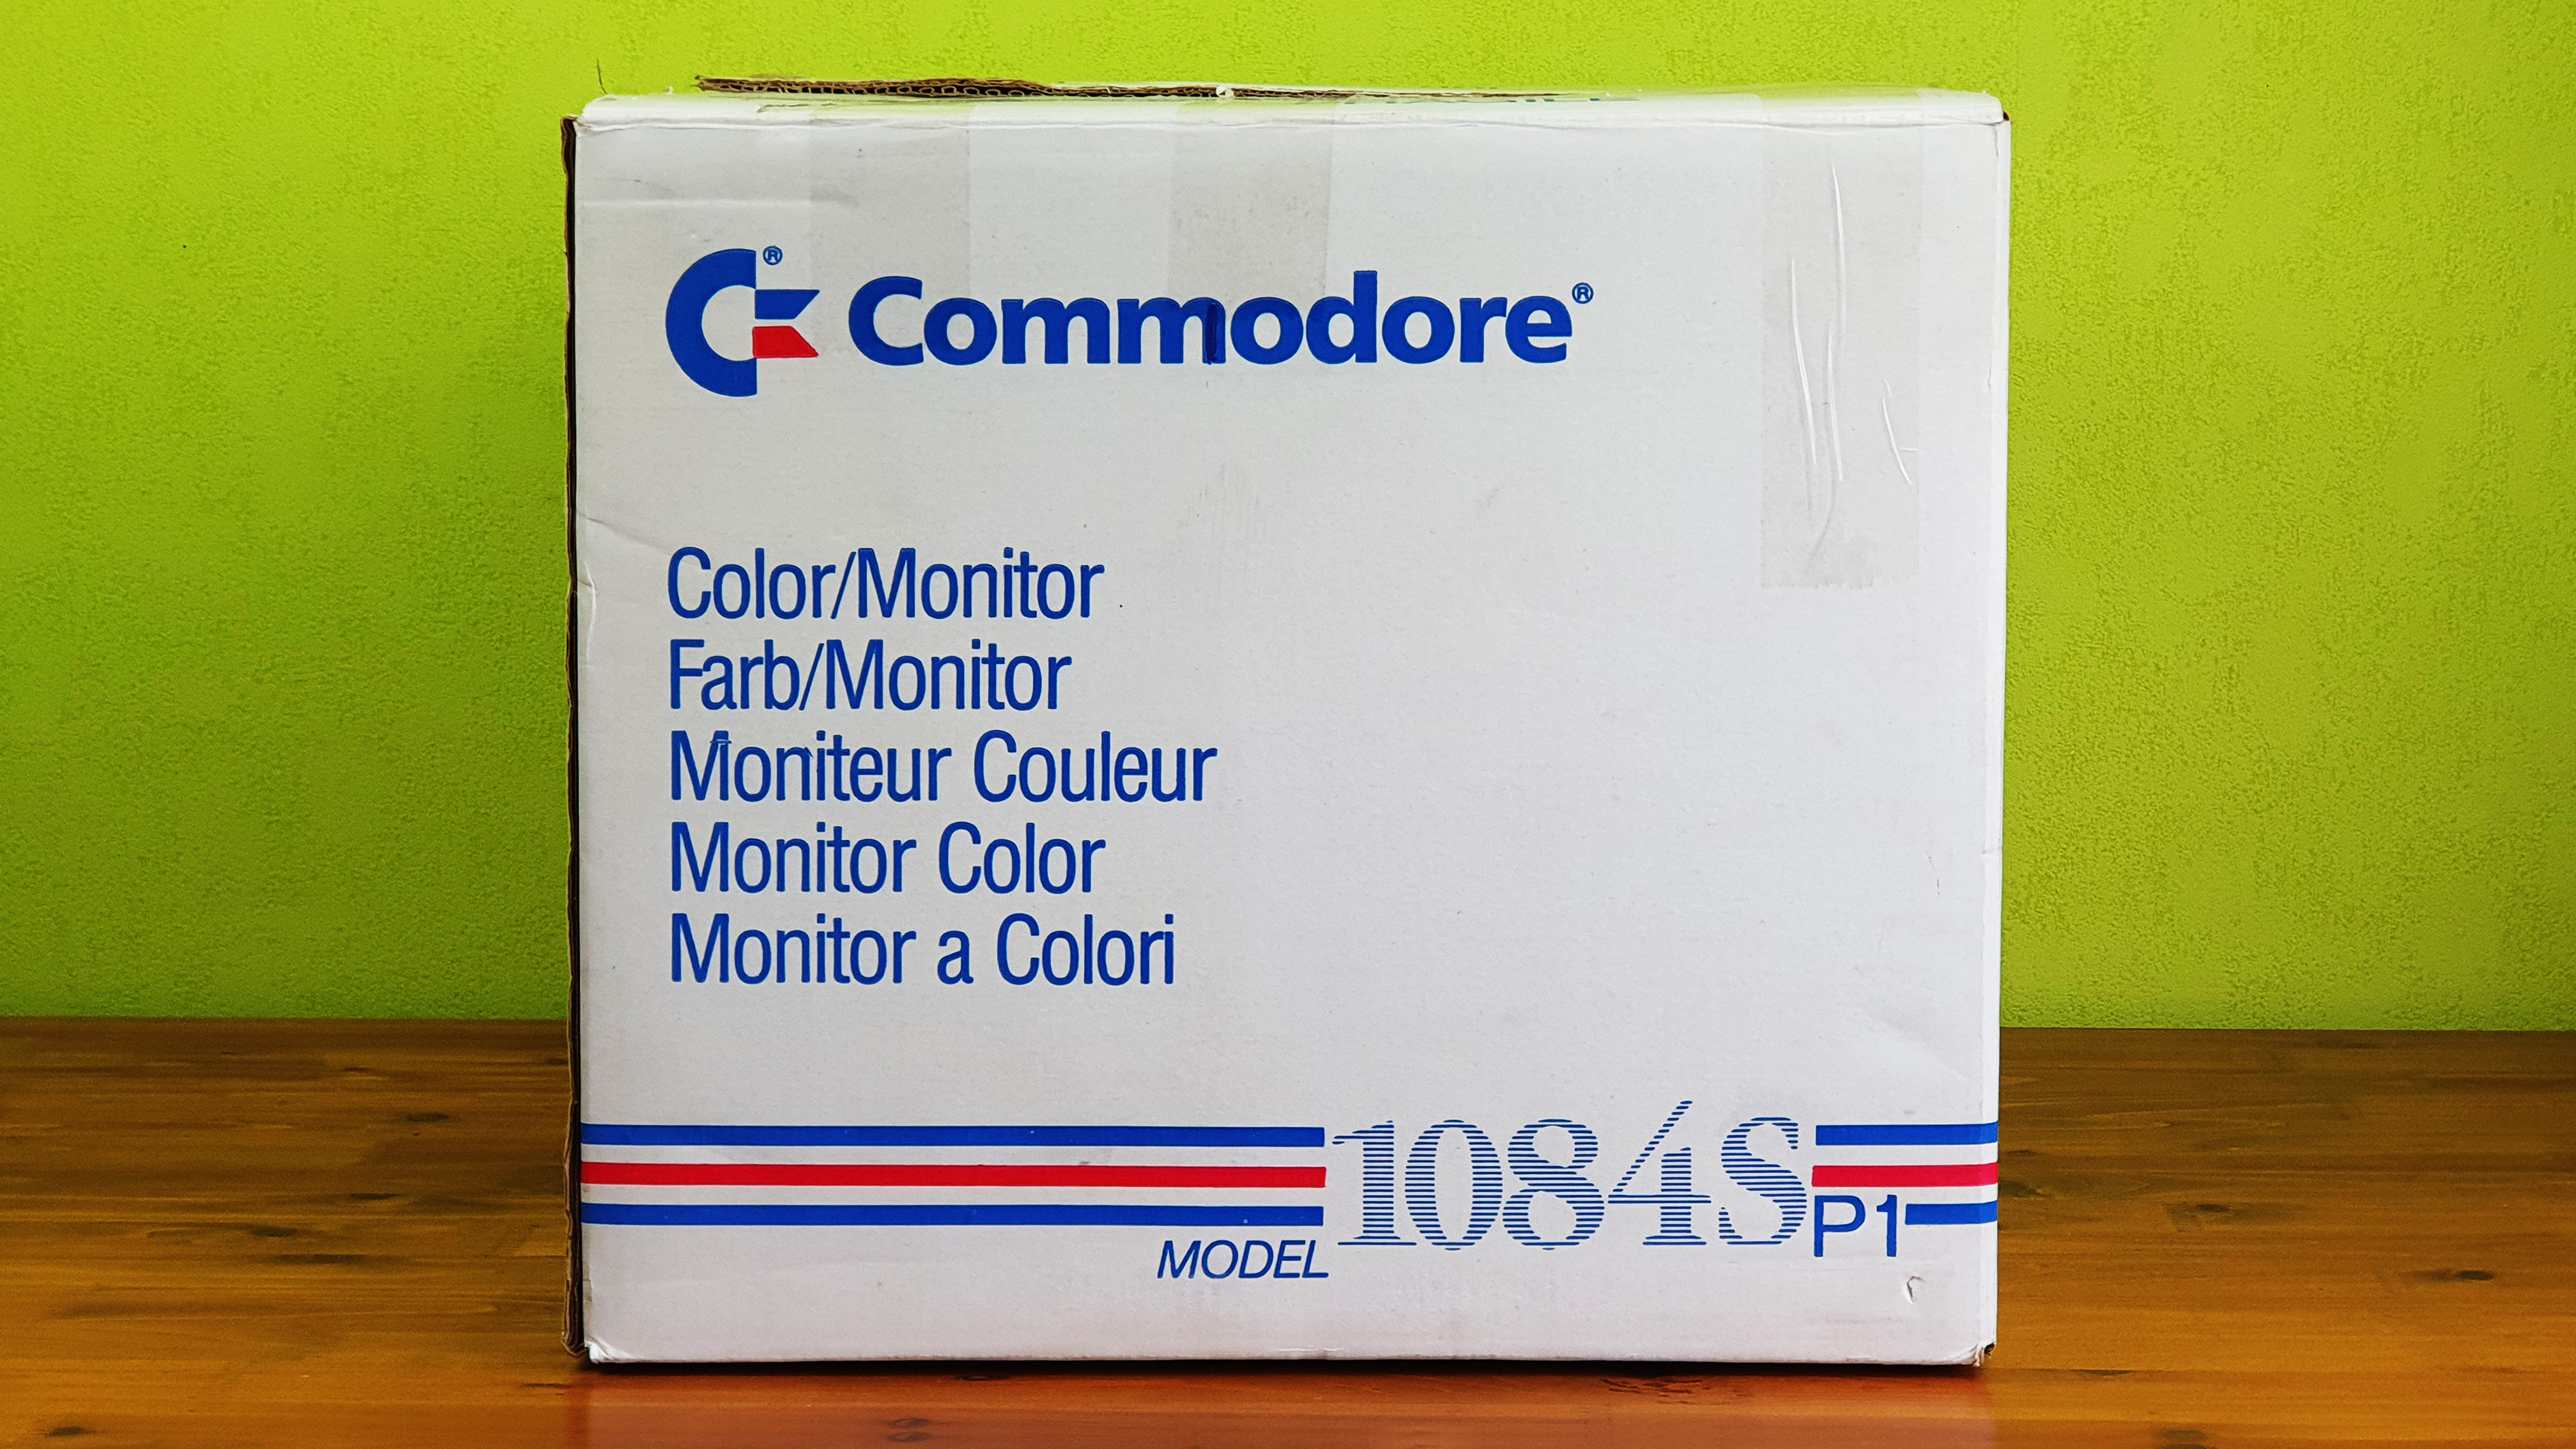 Commodore®
Color/Monitor
Farb/Monitor
Moniteur Couleur
Monitor Color
Monitor a Colori
MODEL 1084S P1